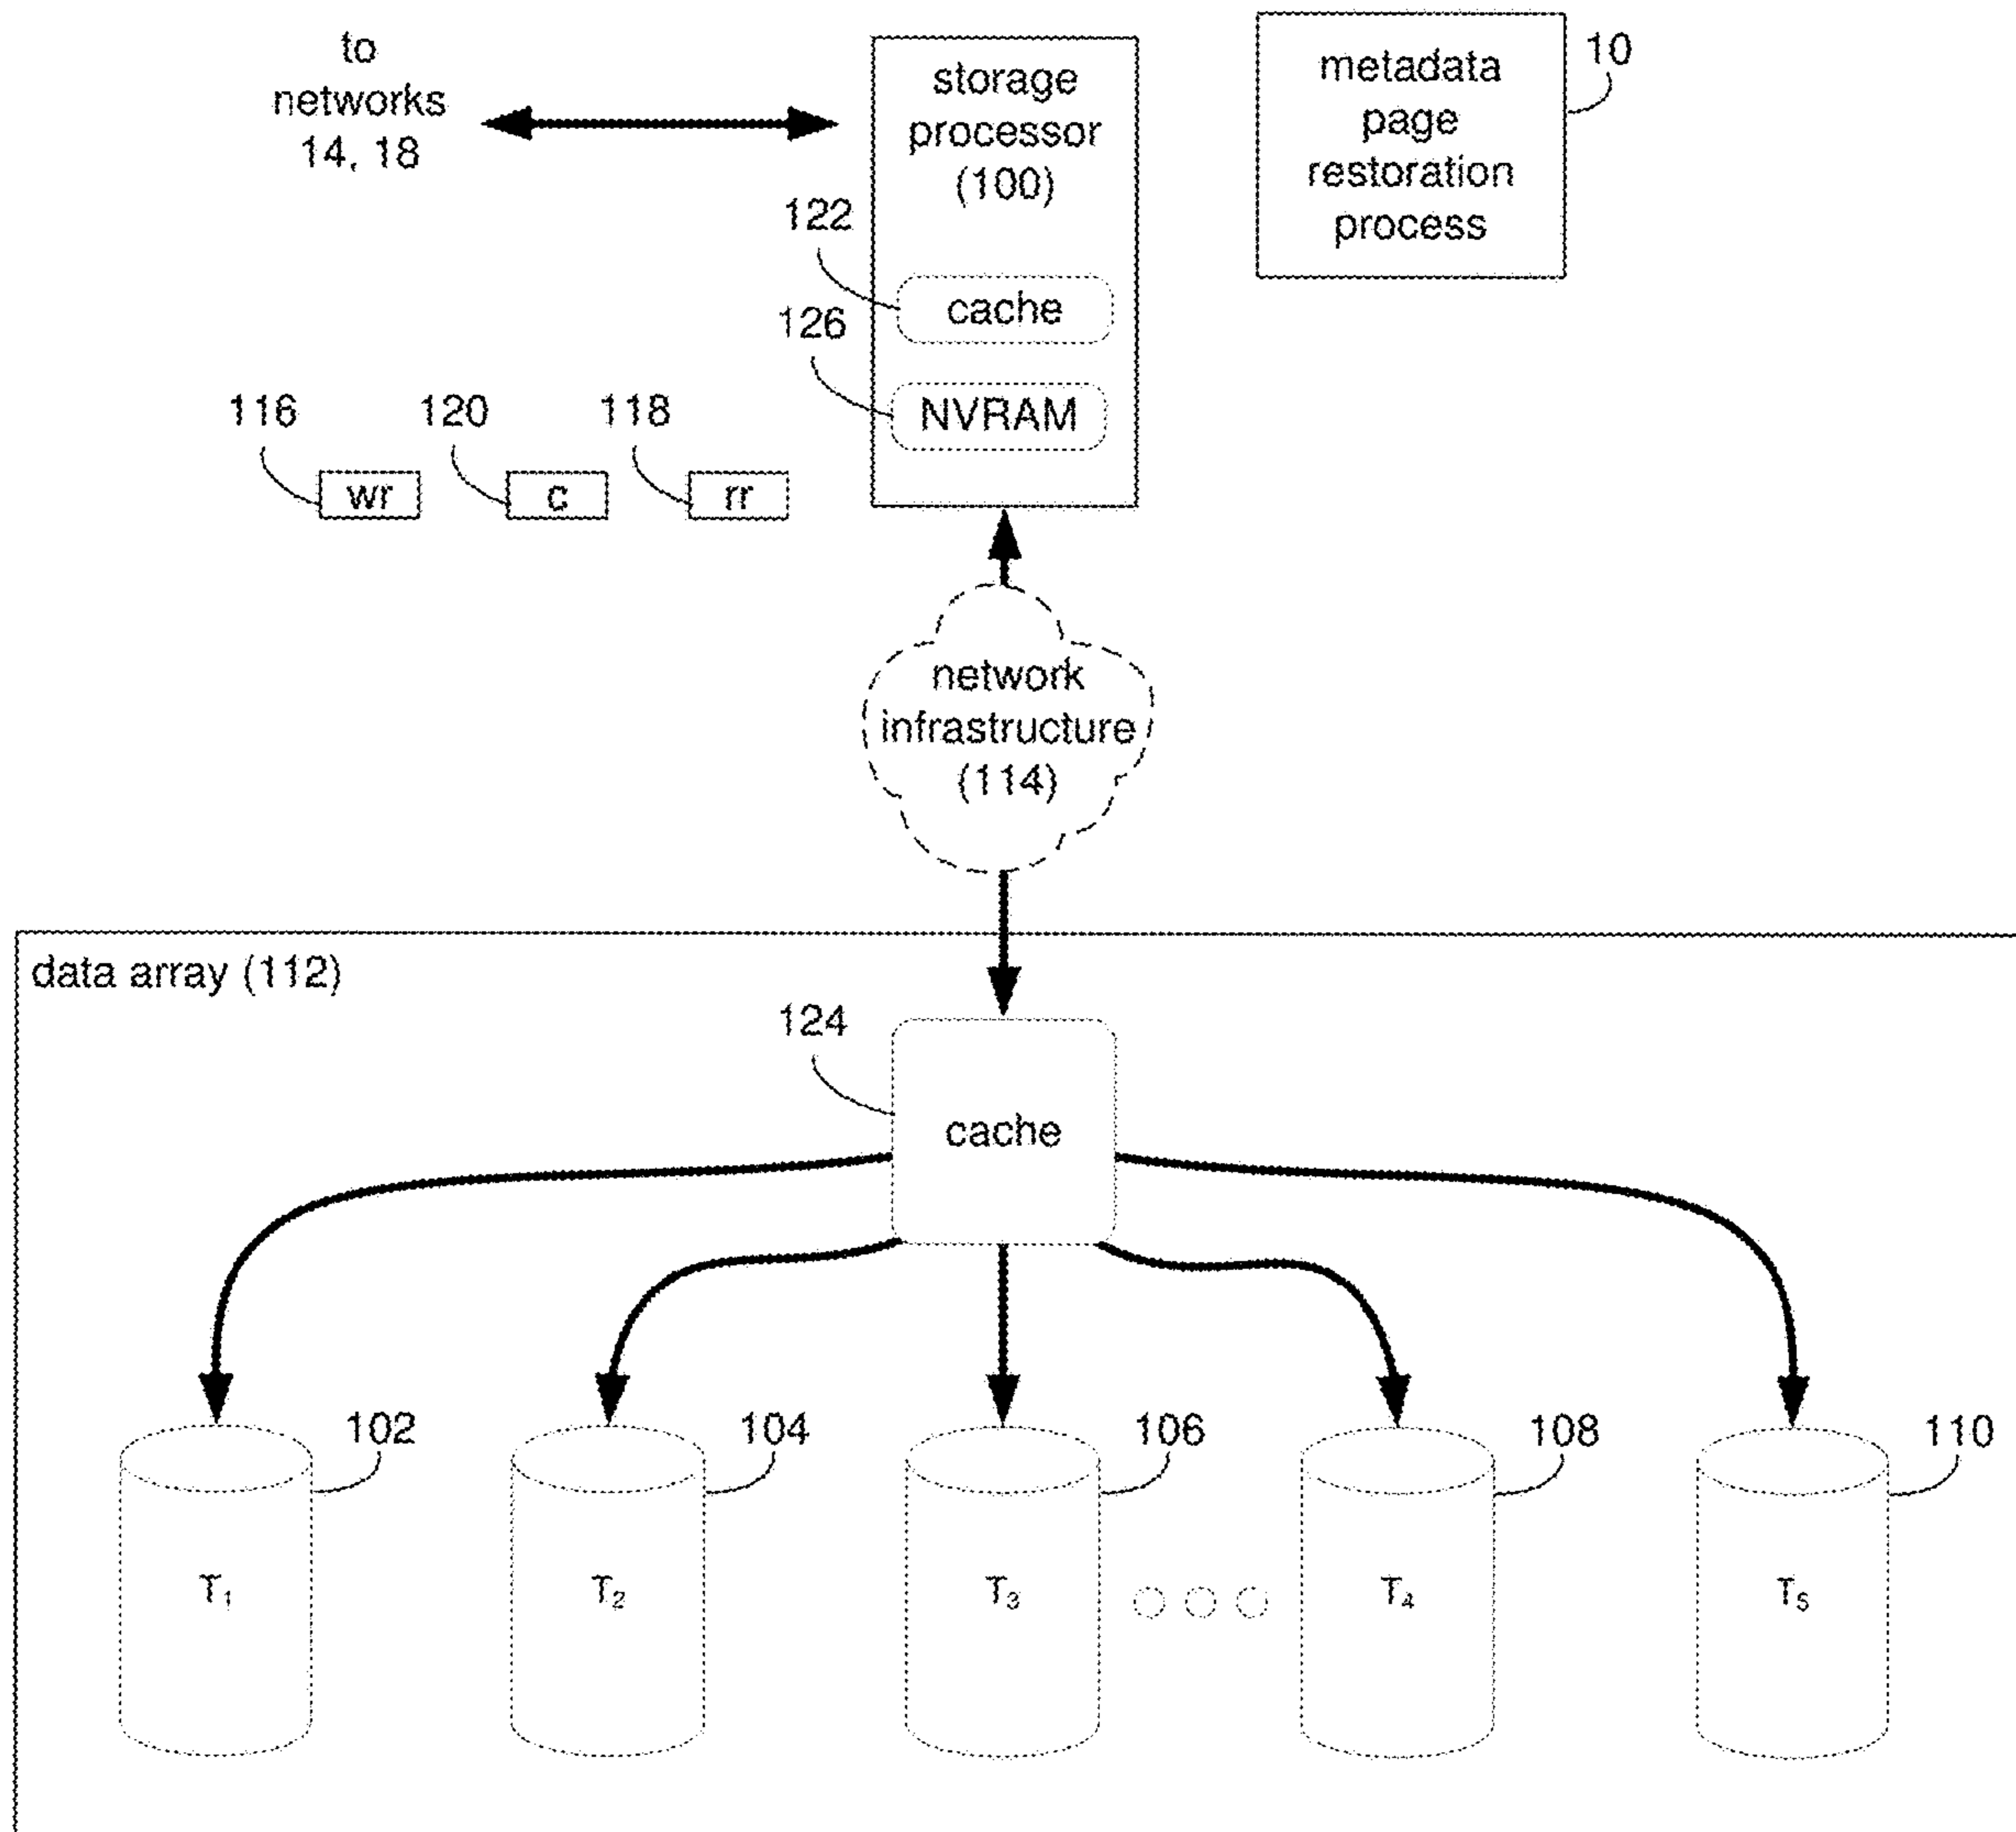 to
networks
14, 18
storage
processor
(100)
metadata
page
restoration
process
10
122
cache
126
NVRAM
116
120
118
wr
c
rr
network
infrastructure
(114)
data array (112)
124
cache
102
104
106
108
110
T₁
T₂
T₃
T₄
T₅